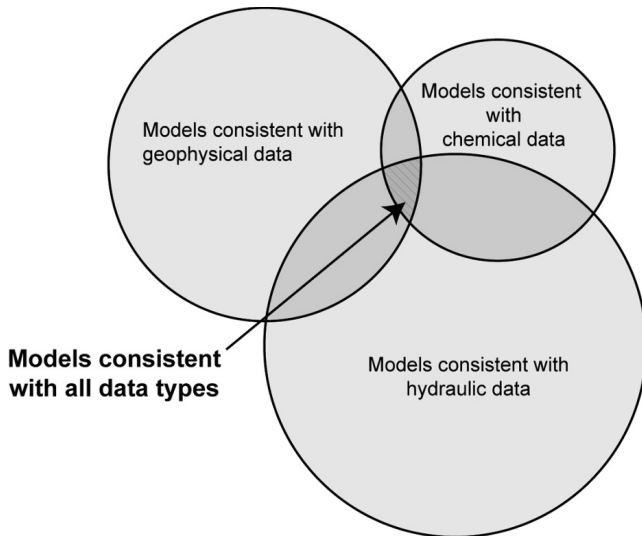 Models consistent with
geophysical data
Models consistent
with
chemical data
Models consistent
with all data types
Models consistent with
hydraulic data